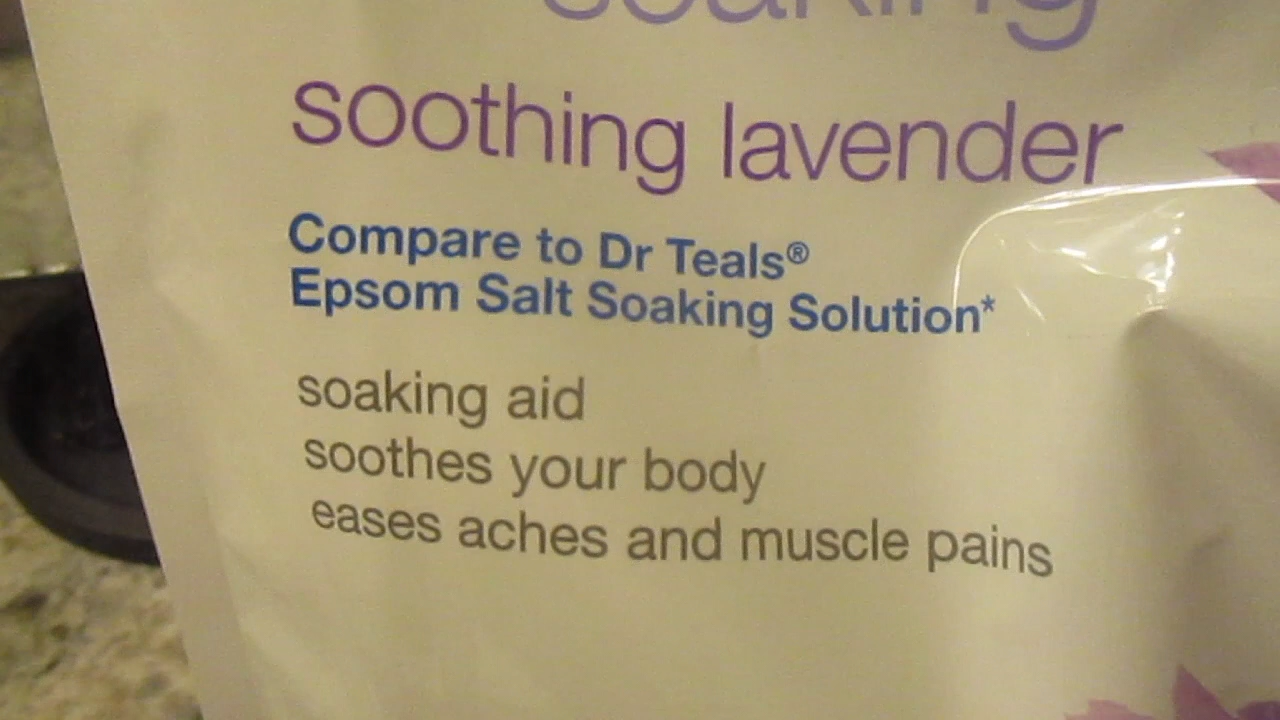 soaking
soothing lavender
Compare to Dr Teals®
Epsom Salt Soaking Solution*
soaking aid
soothes your body
eases aches and muscle pains